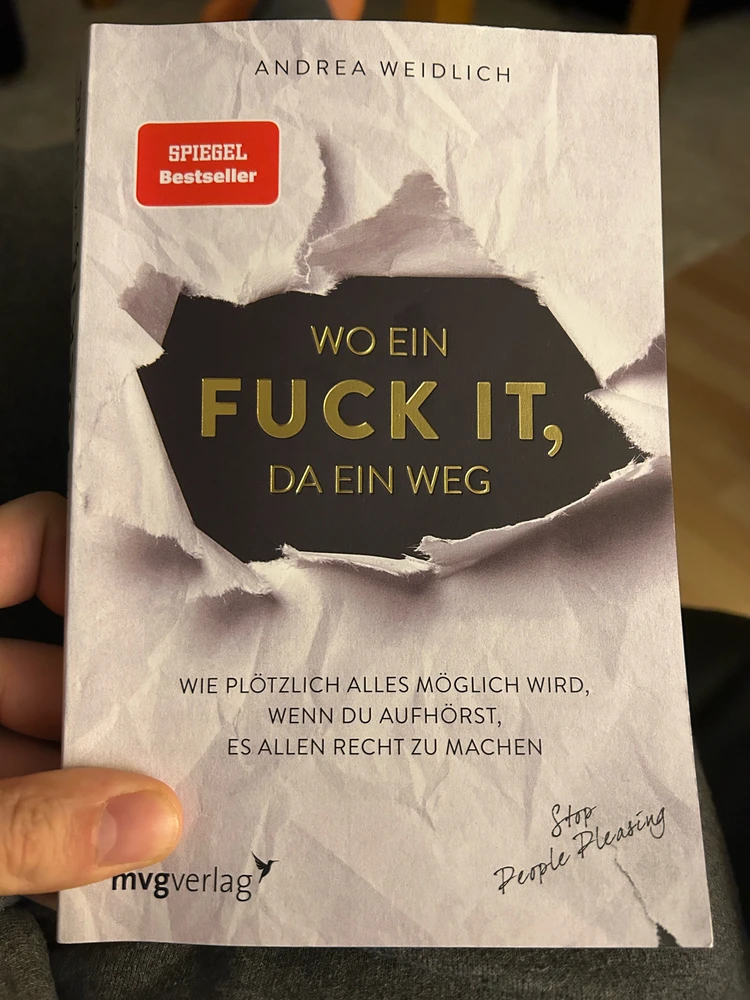 ANDREA WEIDLICH
SPIEGEL
Bestseller
WO EIN
FUCK IT,
DA EIN WEG
WIE PLÖTZLICH ALLES MÖGLICH WIRD,
WENN DU AUFHÖRST,
ES ALLEN RECHT ZU MACHEN
Stop
People Pleasing
mvgverlag